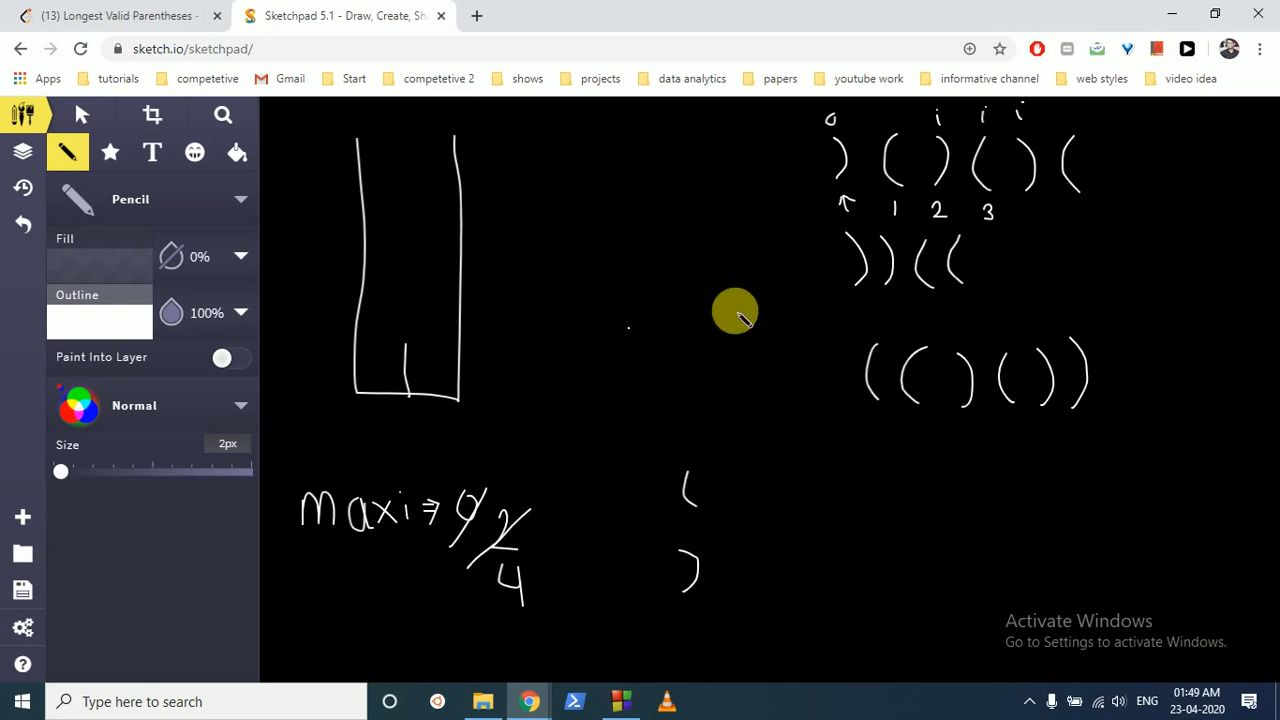 (13) Longest Valid Parentheses -
Sketchpad 5.1 - Draw, Create, Sha
sketch.io/sketchpad/
Apps tutorials competetive Gmail Start competetive 2 shows projects data analytics papers youtube work informative channel web styles video idea
Pencil
Fill
0%
Outline
100%
Paint Into Layer
Normal
Size 2px
0 i i i
) ( ) ( ) (
↑ 1 2 3
) ) ( (
( ( ) ( ) )
(
maxi ⇒ 0 2
4
)
Activate Windows
Go to Settings to activate Windows.
Type here to search
ENG
01:49 AM
23-04-2020